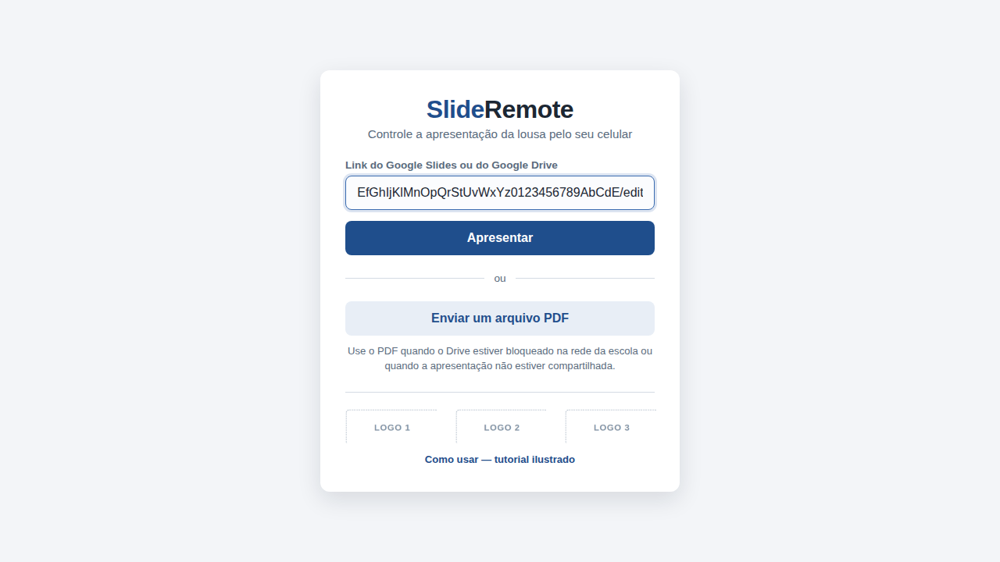 SlideRemote
Controle a apresentação da lousa pelo seu celular
Link do Google Slides ou do Google Drive
EfGhIjKlMnOpQrStUvWxYz0123456789AbCdE/edit
Apresentar
ou
Enviar um arquivo PDF
Use o PDF quando o Drive estiver bloqueado na rede da escola ou
quando a apresentação não estiver compartilhada.
LOGO 1 LOGO 2 LOGO 3
Como usar — tutorial ilustrado